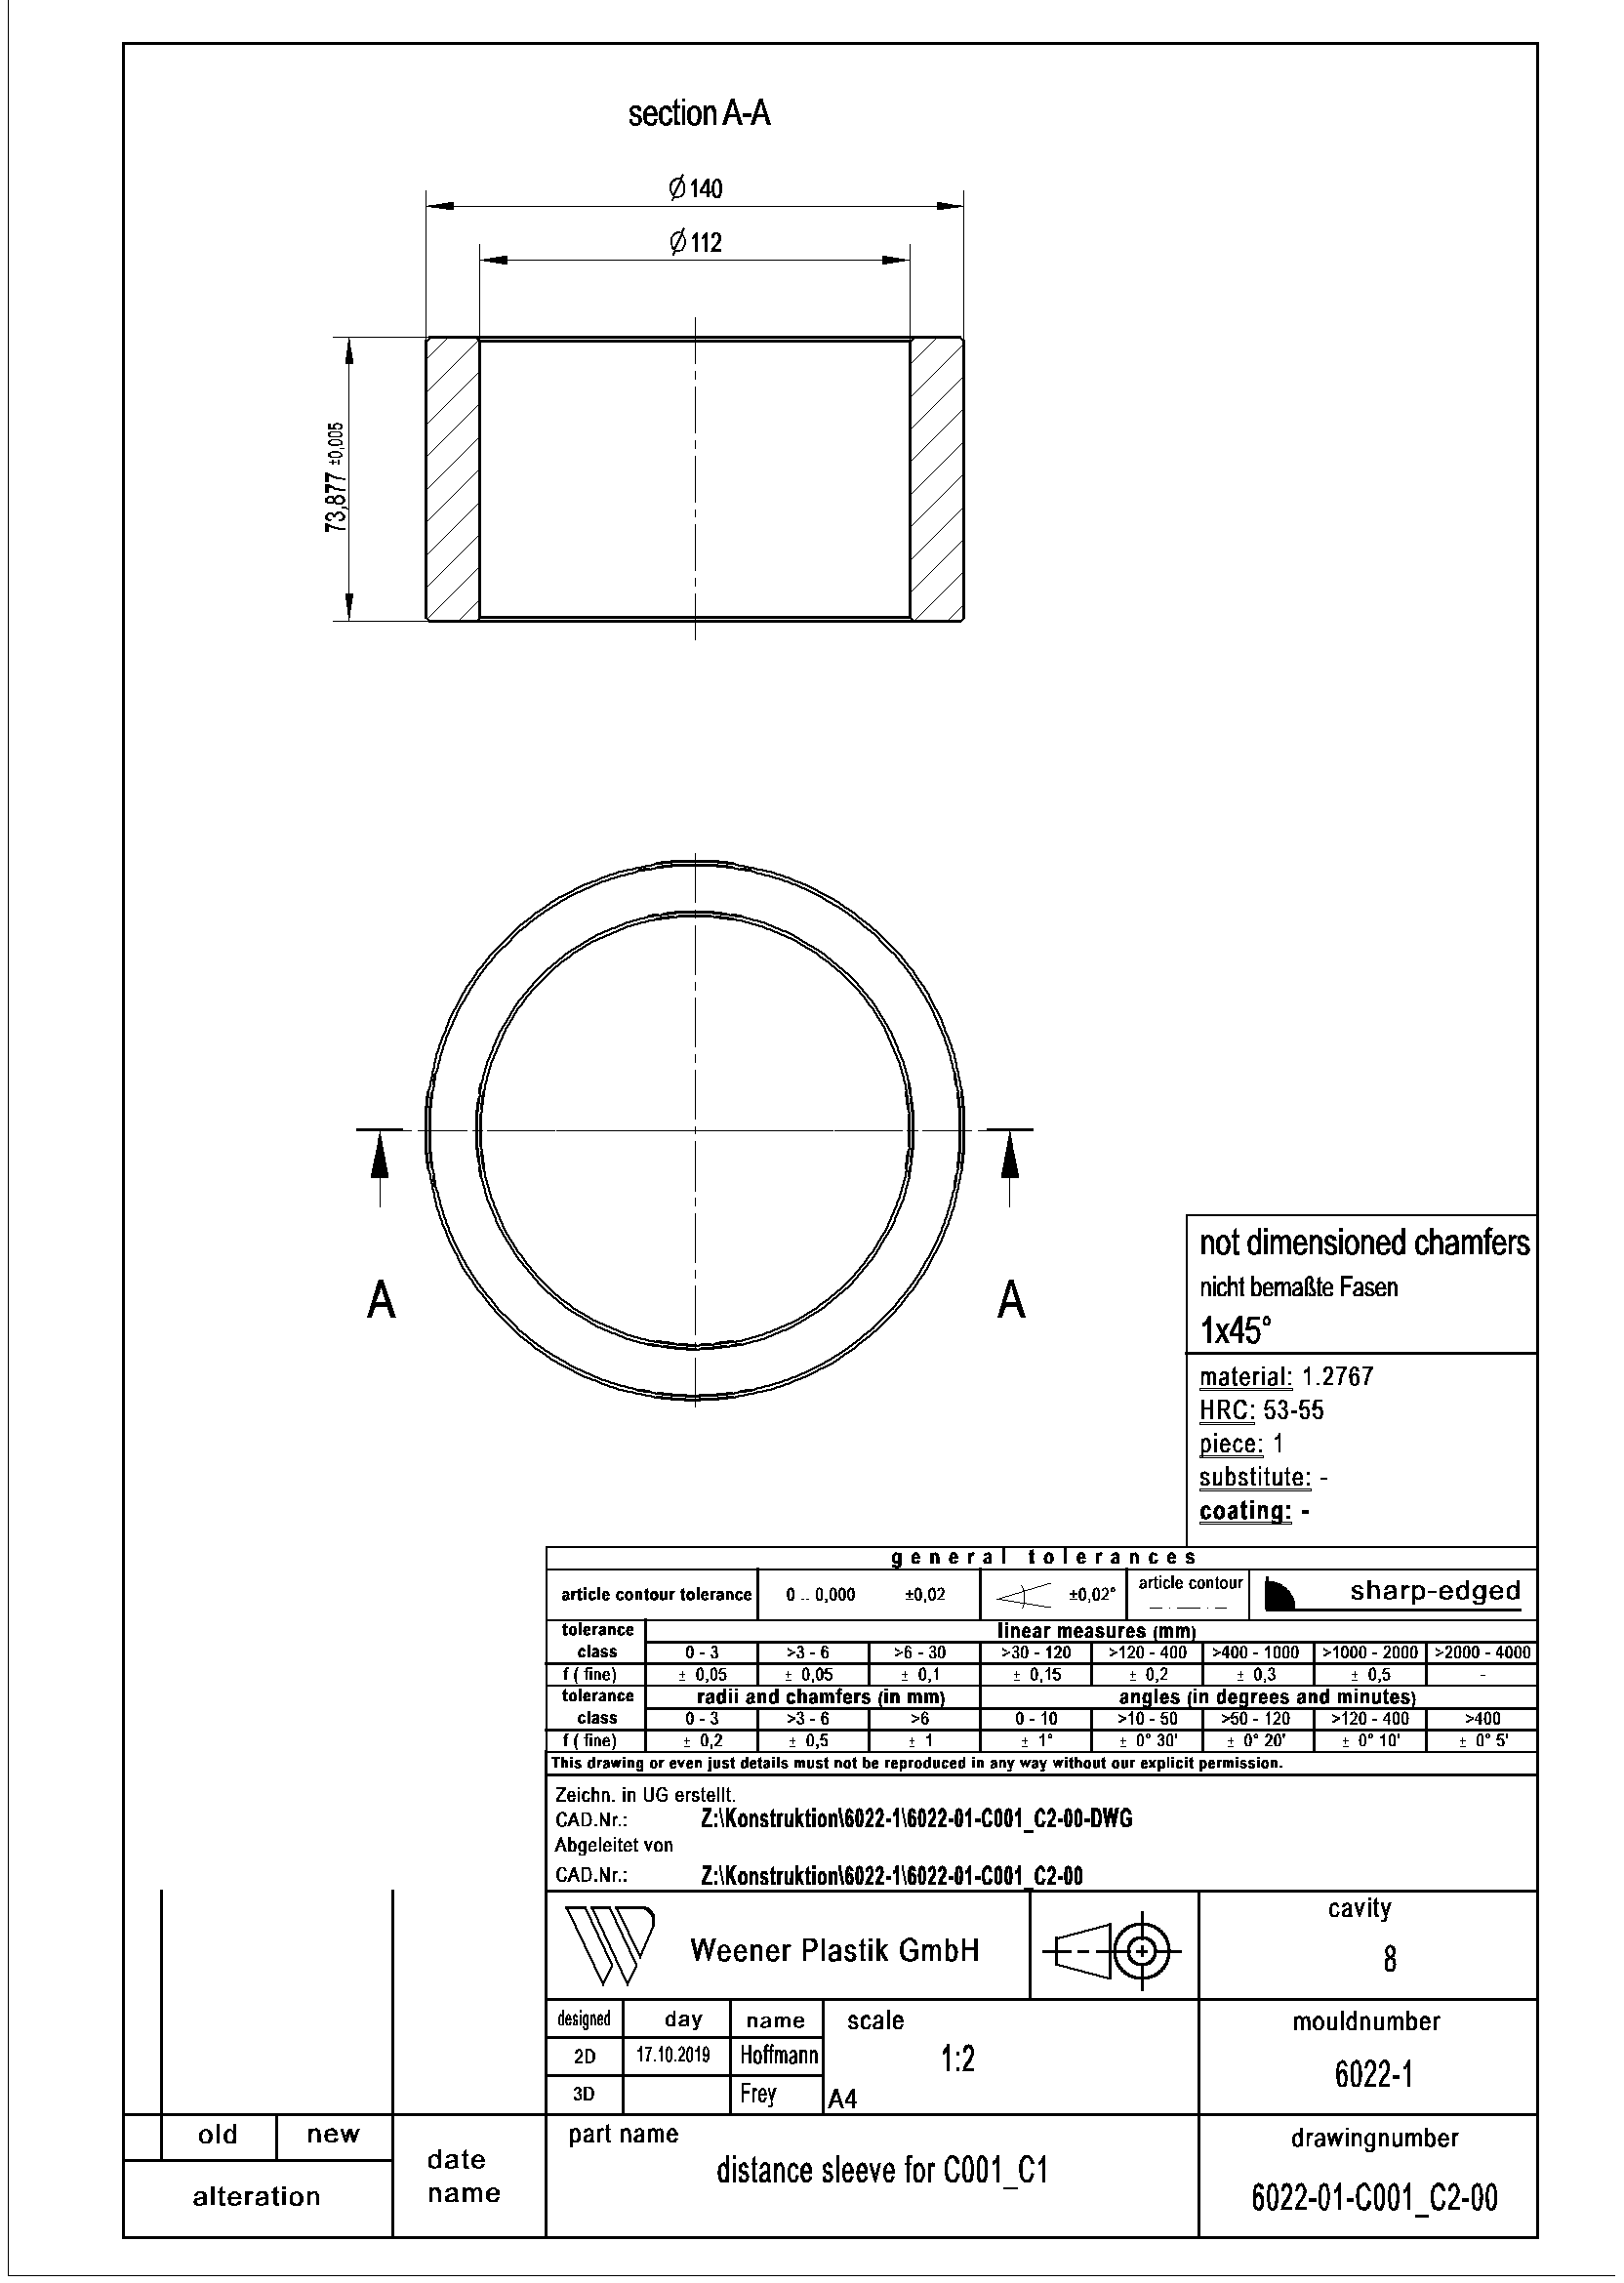 section A-A
Ø140
Ø112
73,877 ±0,005
A A
not dimensioned chamfers
nicht bemaßte Fasen
1x45°
material: 1.2767
HRC: 53-55
piece: 1
substitute: -
coating: -
general tolerances
article contour tolerance 0 .. 0,000 ±0,02 ±0,02° article contour sharp-edged
tolerance class linear measures (mm)
0 - 3 >3 - 6 >6 - 30 >30 - 120 >120 - 400 >400 - 1000 >1000 - 2000 >2000 - 4000
f ( fine) ± 0,05 ± 0,05 ± 0,1 ± 0,15 ± 0,2 ± 0,3 ± 0,5 -
tolerance class radii and chamfers (in mm) angles (in degrees and minutes)
0 - 3 >3 - 6 >6 0 - 10 >10 - 50 >50 - 120 >120 - 400 >400
f ( fine) ± 0,2 ± 0,5 ± 1 ± 1° ± 0° 30' ± 0° 20' ± 0° 10' ± 0° 5'
This drawing or even just details must not be reproduced in any way without our explicit permission.
Zeichn. in UG erstellt.
CAD.Nr.: Z:\Konstruktion\6022-1\6022-01-C001_C2-00-DWG
Abgeleitet von
CAD.Nr.: Z:\Konstruktion\6022-1\6022-01-C001_C2-00
Weener Plastik GmbH
cavity
8
designed day name scale
2D 17.10.2019 Hoffmann 1:2
3D Frey A4
mouldnumber
6022-1
old new
alteration
date
name
part name
distance sleeve for C001_C1
drawingnumber
6022-01-C001_C2-00